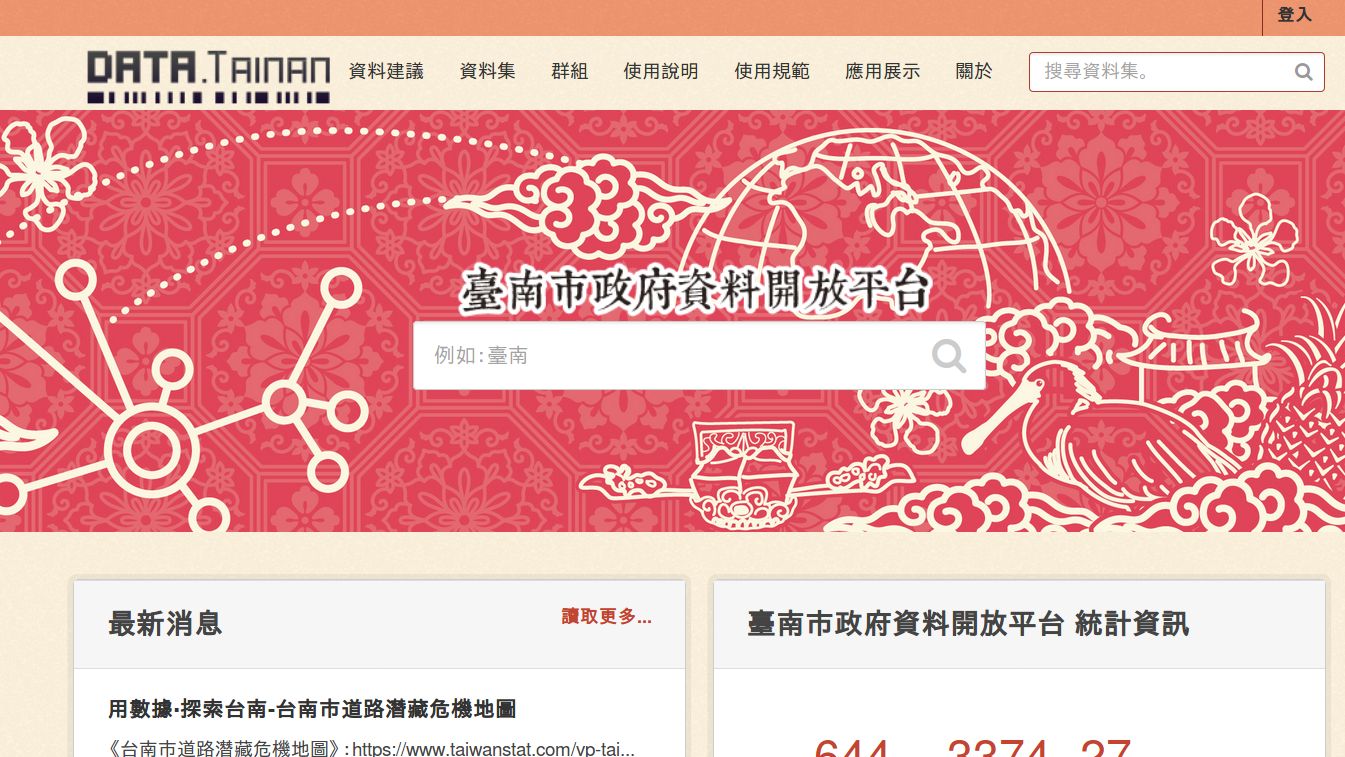 登入
DATA.TAINAN 資料建議 資料集 群組 使用說明 使用規範 應用展示 關於 搜尋資料集。
臺南市政府資料開放平台
例如:臺南
最新消息 讀取更多...
臺南市政府資料開放平台 統計資訊
用數據·探索台南-台南市道路潛藏危機地圖
《台南市道路潛藏危機地圖》: https://www.taiwanstat.com/vp-tai...
644 3374 27